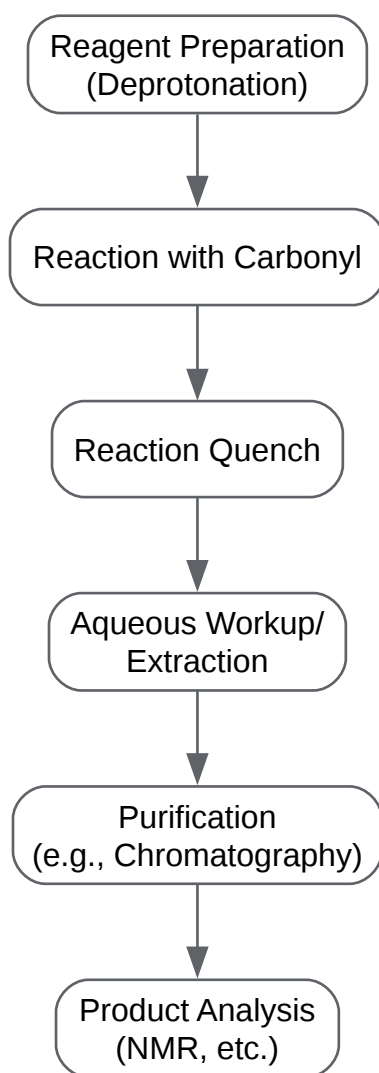 Reagent Preparation
(Deprotonation)
Reaction with Carbonyl
Reaction Quench
Aqueous Workup/
Extraction
Purification
(e.g., Chromatography)
Product Analysis
(NMR, etc.)